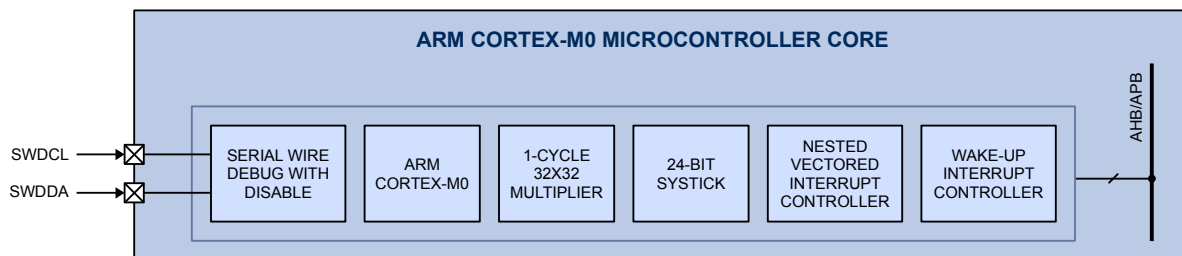 ARM CORTEX-M0 MICROCONTROLLER CORE
AHB/APB
SWDCL
SWDDA
SERIAL WIRE
DEBUG WITH
DISABLE
ARM
CORTEX-M0
1-CYCLE
32X32
MULTIPLIER
24-BIT
SYSTICK
NESTED
VECTORED
INTERRUPT
CONTROLLER
WAKE-UP
INTERRUPT
CONTROLLER